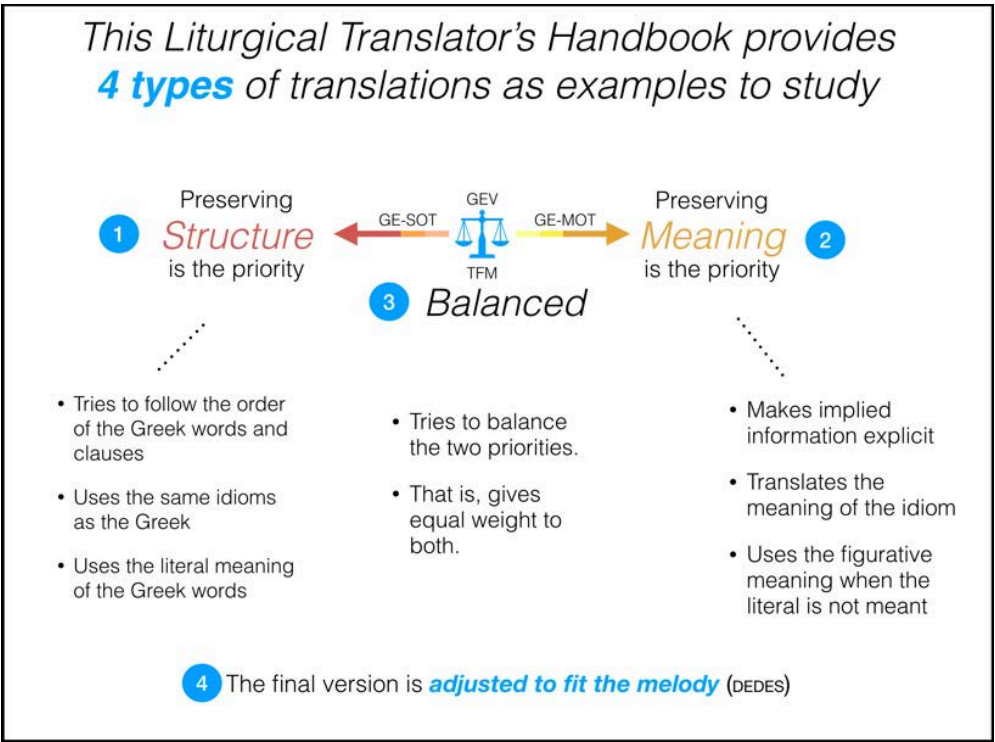 This Liturgical Translator's Handbook provides
4 types of translations as examples to study
1
Preserving
Structure
is the priority
GE-SOT
GEV
TFM
GE-MOT
Preserving
Meaning
is the priority
2
3 Balanced
• Tries to follow the order
of the Greek words and
clauses
• Uses the same idioms
as the Greek
• Uses the literal meaning
of the Greek words
• Tries to balance
the two priorities.
• That is, gives
equal weight to
both.
• Makes implied
information explicit
• Translates the
meaning of the idiom
• Uses the figurative
meaning when the
literal is not meant
4 The final version is adjusted to fit the melody (DEDES)